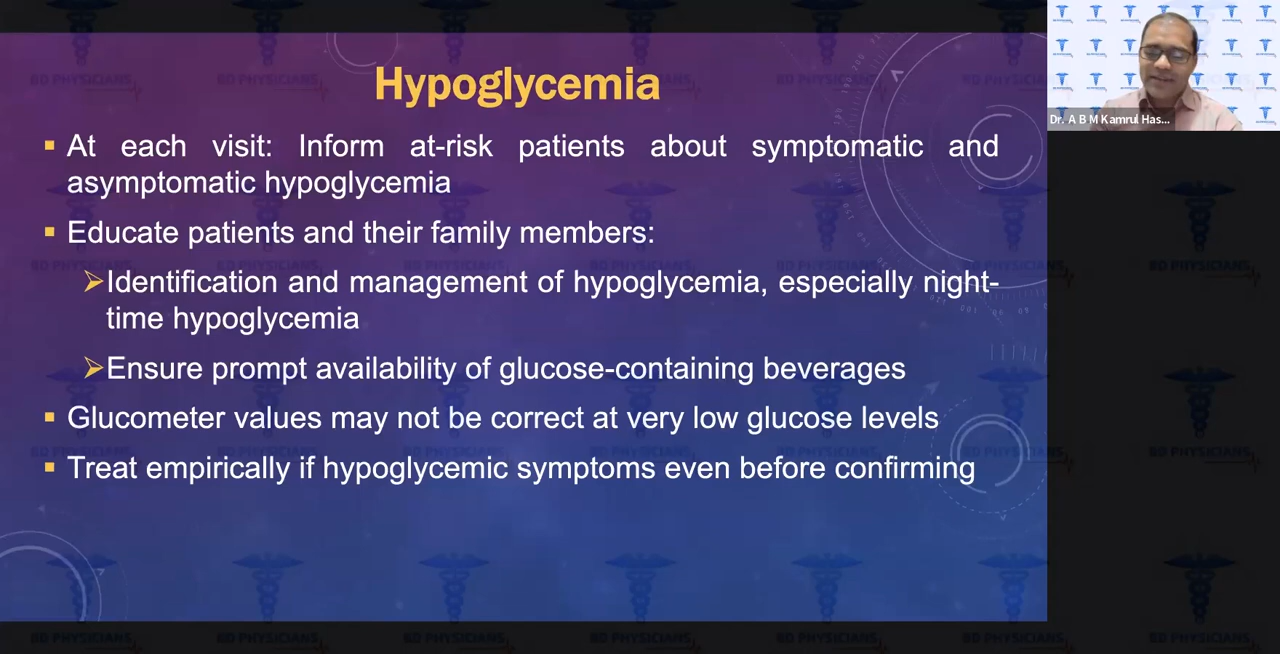 Hypoglycemia
▪ At each visit: Inform at-risk patients about symptomatic and
asymptomatic hypoglycemia
▪ Educate patients and their family members:
➢Identification and management of hypoglycemia, especially night-
time hypoglycemia
➢Ensure prompt availability of glucose-containing beverages
▪ Glucometer values may not be correct at very low glucose levels
▪ Treat empirically if hypoglycemic symptoms even before confirming
Dr. A B M Kamrul Has...
BD PHYSICIANS